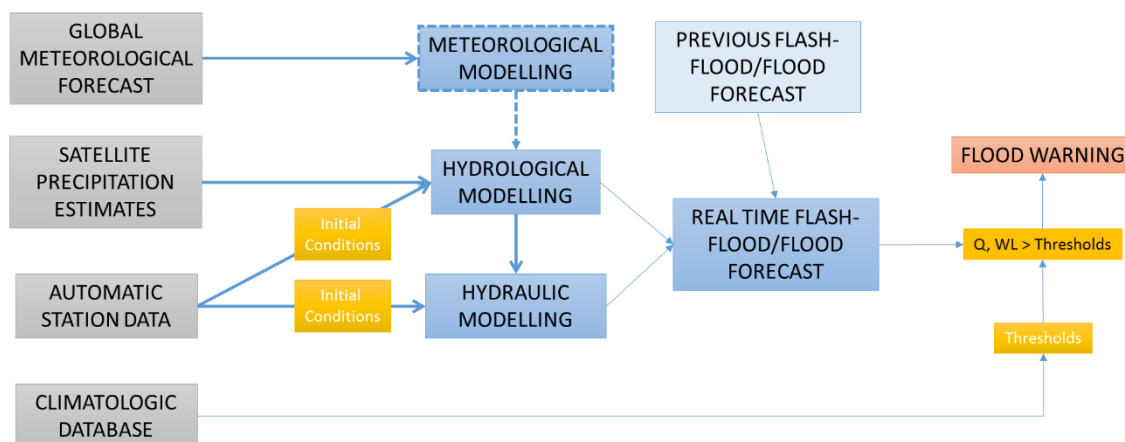 GLOBAL
METEOROLOGICAL
FORECAST
METEOROLOGICAL
MODELLING
PREVIOUS FLASH-
FLOOD/FLOOD
FORECAST
SATELLITE
PRECIPITATION
ESTIMATES
HYDROLOGICAL
MODELLING
FLOOD WARNING
Initial
Conditions
REAL TIME FLASH-
FLOOD/FLOOD
FORECAST
Q, WL > Thresholds
AUTOMATIC
STATION DATA
Initial
Conditions
HYDRAULIC
MODELLING
Thresholds
CLIMATOLOGIC
DATABASE